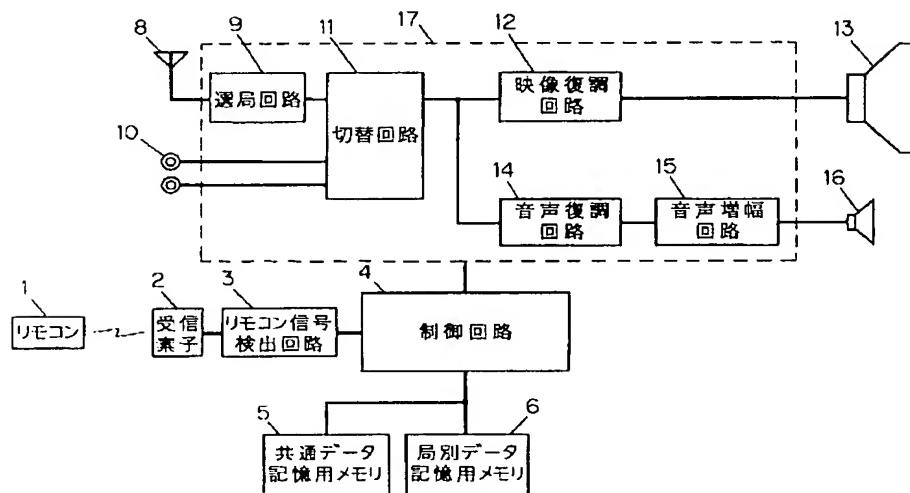 8
9
11
17
12
13
選局回路
切替回路
映像復調
回路
10
14
15
16
音声復調
回路
音声増幅
回路
1
2
3
4
リモコン
受信
素子
リモコン信号
検出回路
制御回路
5
6
共通データ
記憶用メモリ
局別データ
記憶用メモリ